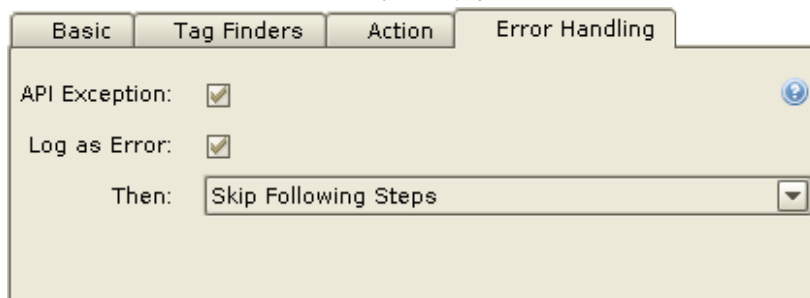 Basic Tag Finders Action Error Handling
API Exception:
Log as Error:
Then: Skip Following Steps